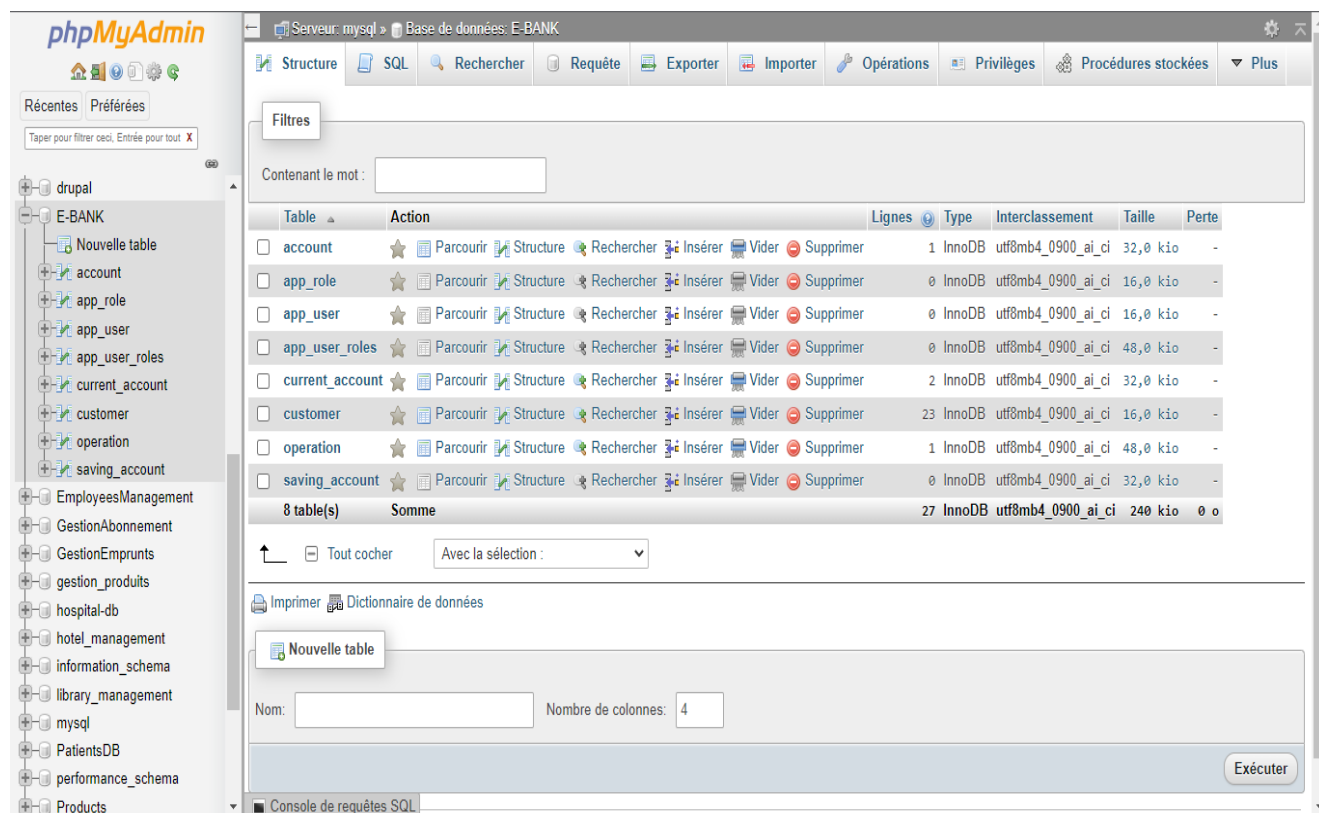 phpMyAdmin
Récentes Préférées
Taper pour filtrer ceci, Entrée pour tout X
drupal
E-BANK
Nouvelle table
account
app_role
app_user
app_user_roles
current_account
customer
operation
saving_account
EmployeesManagement
GestionAbonnement
GestionEmprunts
gestion_produits
hospital-db
hotel_management
information_schema
library_management
mysql
PatientsDB
performance_schema
Products
Serveur: mysql » Base de données: E-BANK
Structure SQL Rechercher Requête Exporter Importer Opérations Privilèges Procédures stockées Plus
Filtres
Contenant le mot :
Table Action Lignes Type Interclassement Taille Perte
account Parcourir Structure Rechercher Insérer Vider Supprimer 1 InnoDB utf8mb4_0900_ai_ci 32,0 kio -
app_role Parcourir Structure Rechercher Insérer Vider Supprimer 0 InnoDB utf8mb4_0900_ai_ci 16,0 kio -
app_user Parcourir Structure Rechercher Insérer Vider Supprimer 0 InnoDB utf8mb4_0900_ai_ci 16,0 kio -
app_user_roles Parcourir Structure Rechercher Insérer Vider Supprimer 0 InnoDB utf8mb4_0900_ai_ci 48,0 kio -
current_account Parcourir Structure Rechercher Insérer Vider Supprimer 2 InnoDB utf8mb4_0900_ai_ci 32,0 kio -
customer Parcourir Structure Rechercher Insérer Vider Supprimer 23 InnoDB utf8mb4_0900_ai_ci 16,0 kio -
operation Parcourir Structure Rechercher Insérer Vider Supprimer 1 InnoDB utf8mb4_0900_ai_ci 48,0 kio -
saving_account Parcourir Structure Rechercher Insérer Vider Supprimer 0 InnoDB utf8mb4_0900_ai_ci 32,0 kio -
8 table(s) Somme 27 InnoDB utf8mb4_0900_ai_ci 240 kio 0 o
Tout cocher Avec la sélection :
Imprimer Dictionnaire de données
Nouvelle table
Nom: Nombre de colonnes: 4
Exécuter
Console de requêtes SQL